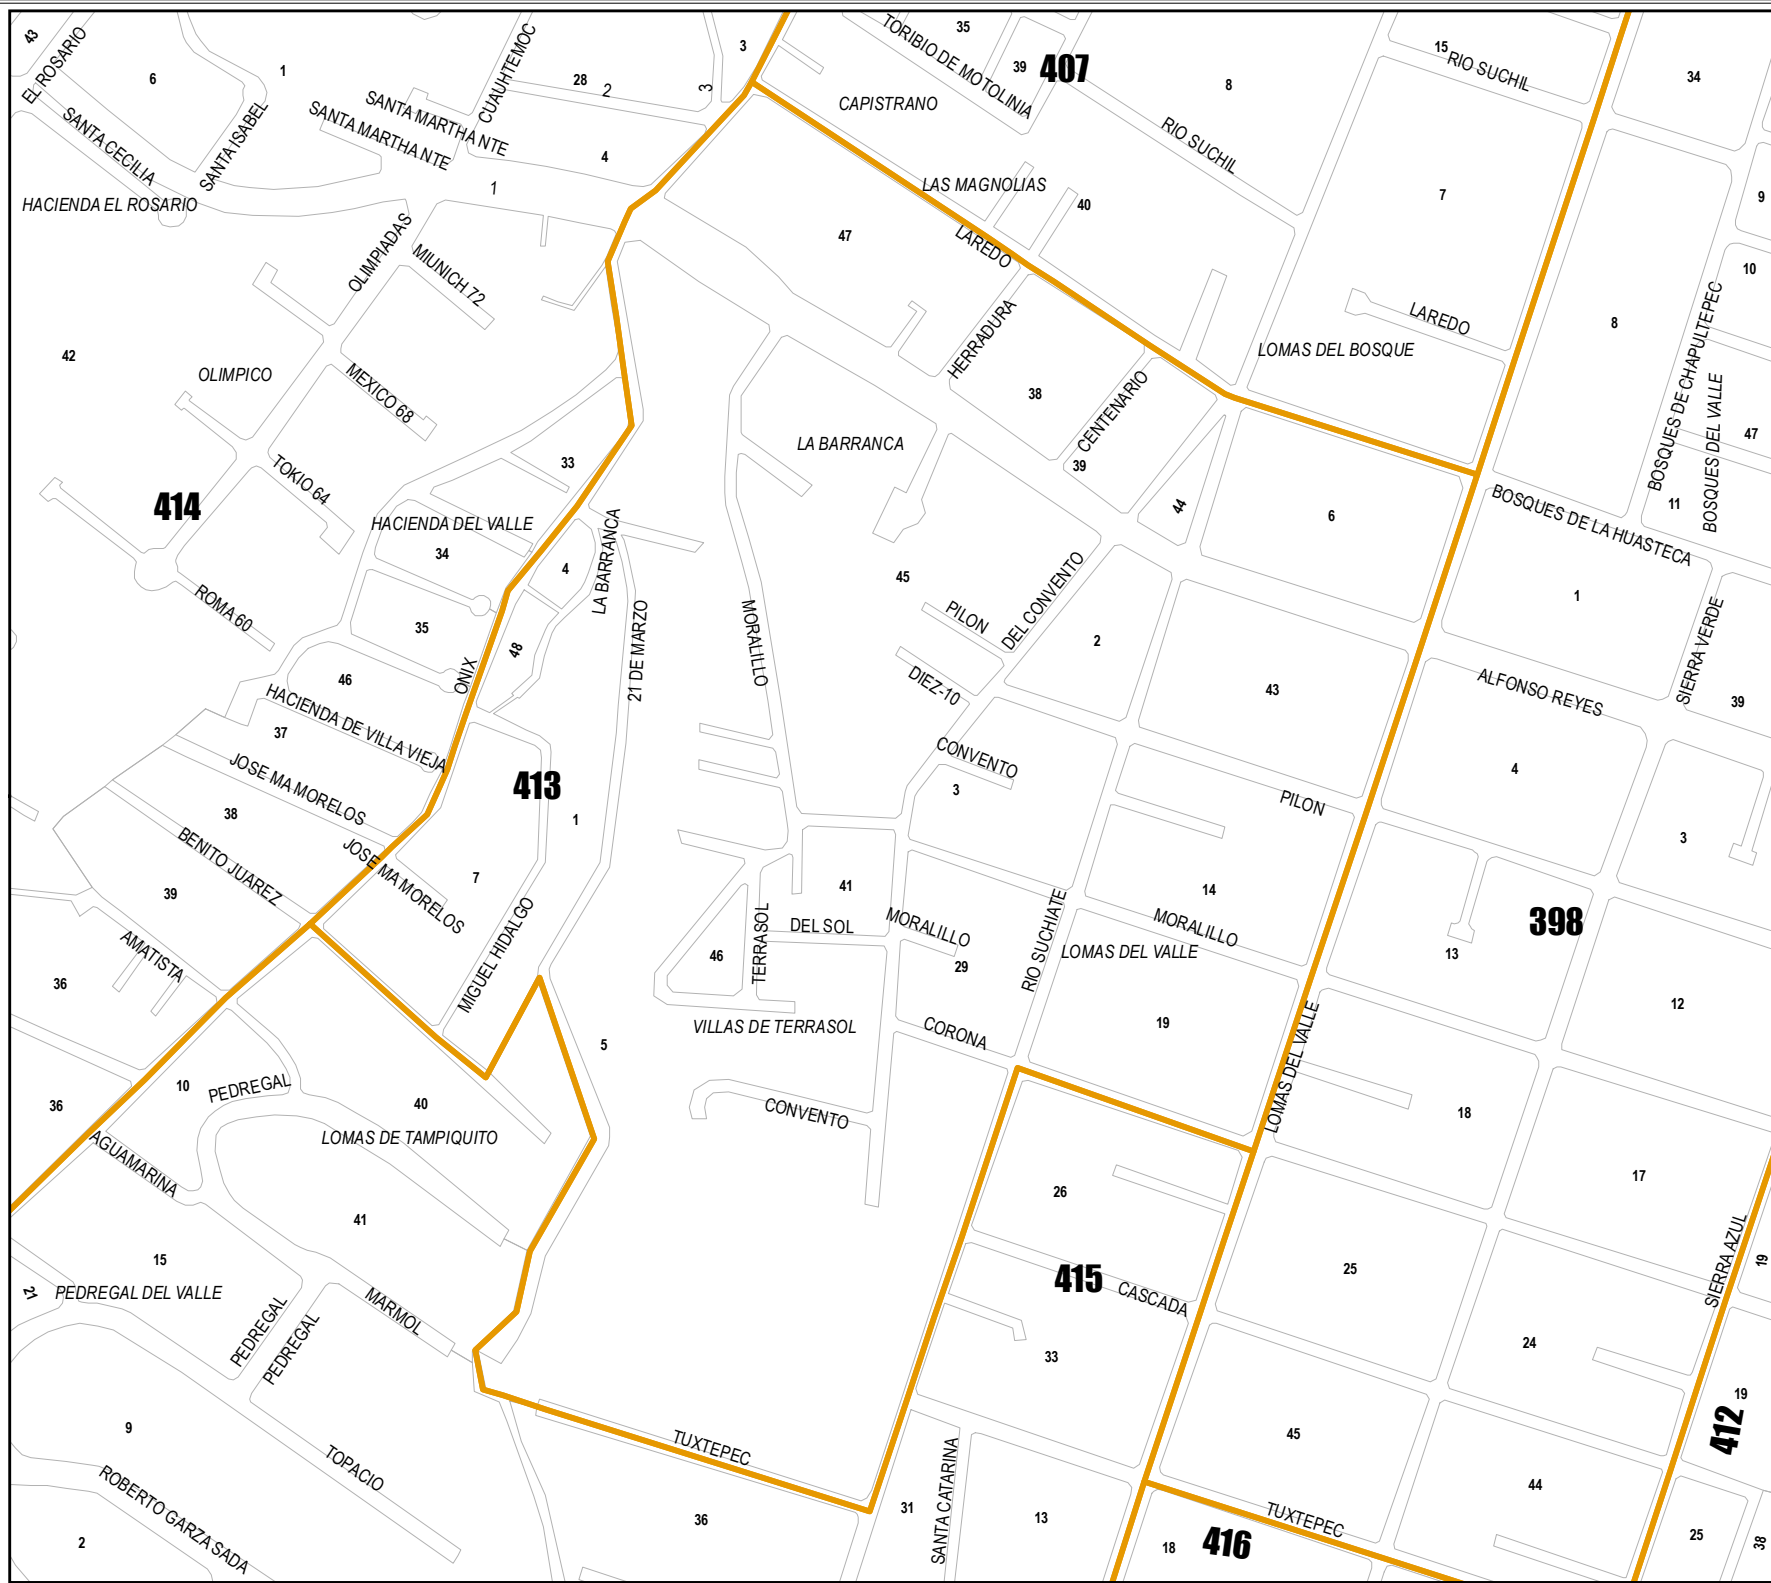 43
EL ROSARIO
6
1
SANTA ISABEL
SANTA CECILIA
HACIENDA EL ROSARIO
SANTA MARTHA NTE
SANTA MARTHA NTE
CUAUHTEMOC
28
2
3
3
4
1
35
TORIBIO DE MOTOLINIA
39
407
CAPISTRANO
8
RIO SUCHIL
15
RIO SUCHIL
34
7
9
LAS MAGNOLIAS
40
LAREDO
47
OLIMPIADAS
MIUNICH 72
10
BOSQUES DE CHAPULTEPEC
8
LAREDO
LOMAS DEL BOSQUE
HERRADURA
38
CENTENARIO
39
42
OLIMPICO
MEXICO 68
BOSQUES DEL VALLE
47
11
LA BARRANCA
33
TOKIO 64
414
HACIENDA DEL VALLE
34
44
6
BOSQUES DE LA HUASTECA
4
LA BARRANCA
45
DEL CONVENTO
PILON
1
SIERRA VERDE
ROMA 60
35
48
21 DE MARZO
MORALILLO
2
DIEZ-10
43
ALFONSO REYES
39
ONIX
46
HACIENDA DE VILLA VIEJA
37
JOSE MA MORELOS
413
CONVENTO
3
4
PILON
38
BENITO JUAREZ
JOSE MA MORELOS
1
3
7
39
41
14
MORALILLO
398
AMATISTA
MIGUEL HIDALGO
TERRASOL
DEL SOL
MORALILLO
RIO SUCHIATE
LOMAS DEL VALLE
13
46
29
36
12
VILLAS DE TERRASOL
CORONA
19
LOMAS DEL VALLE
5
10
PEDREGAL
40
36
LOMAS DE TAMPIQUITO
CONVENTO
18
AGUAMARINA
17
26
41
15
PEDREGAL DEL VALLE
21
SIERRA AZUL
19
25
415
CASCADA
MARMOL
PEDREGAL
PEDREGAL
33
24
19
412
9
TOPACIO
TUXTEPEC
45
ROBERTO GARZA SADA
44
2
36
31
SANTA CATARINA
13
18
416
TUXTEPEC
25
38